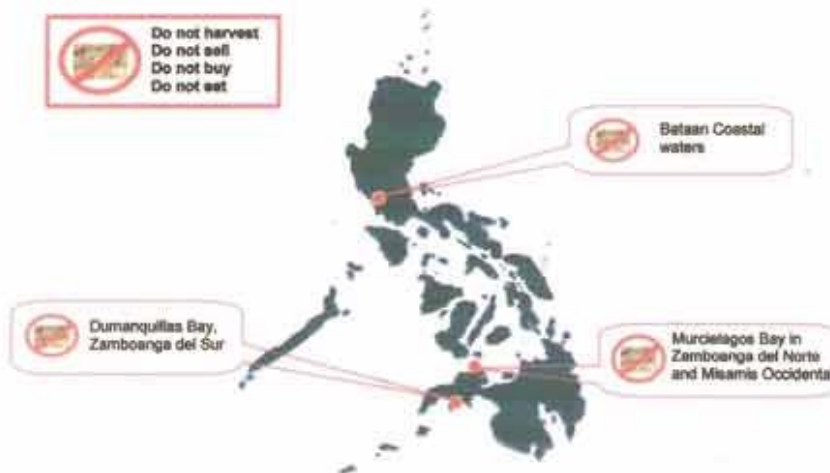 Do not harvest
Do not sell
Do not buy
Do not eat
Bataan Coastal
waters
Dumanquillas Bay,
Zamboanga del Sur
Murcielagos Bay in
Zamboanga del Norte
and Misamis Occidenta